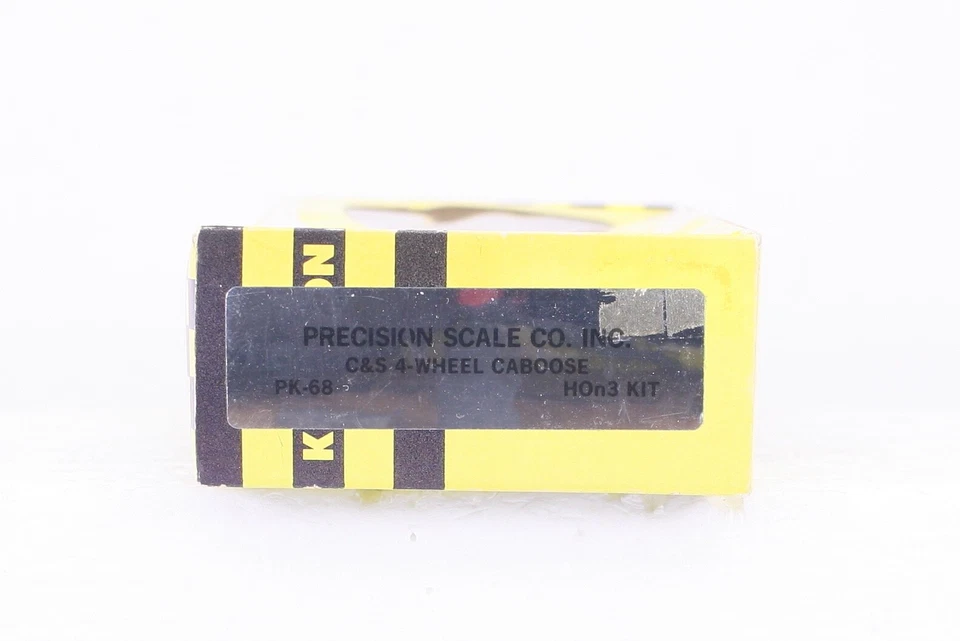 PRECISION SCALE CO. INC.
C&S 4-WHEEL CABOOSE
PK-68 HOn3 KIT